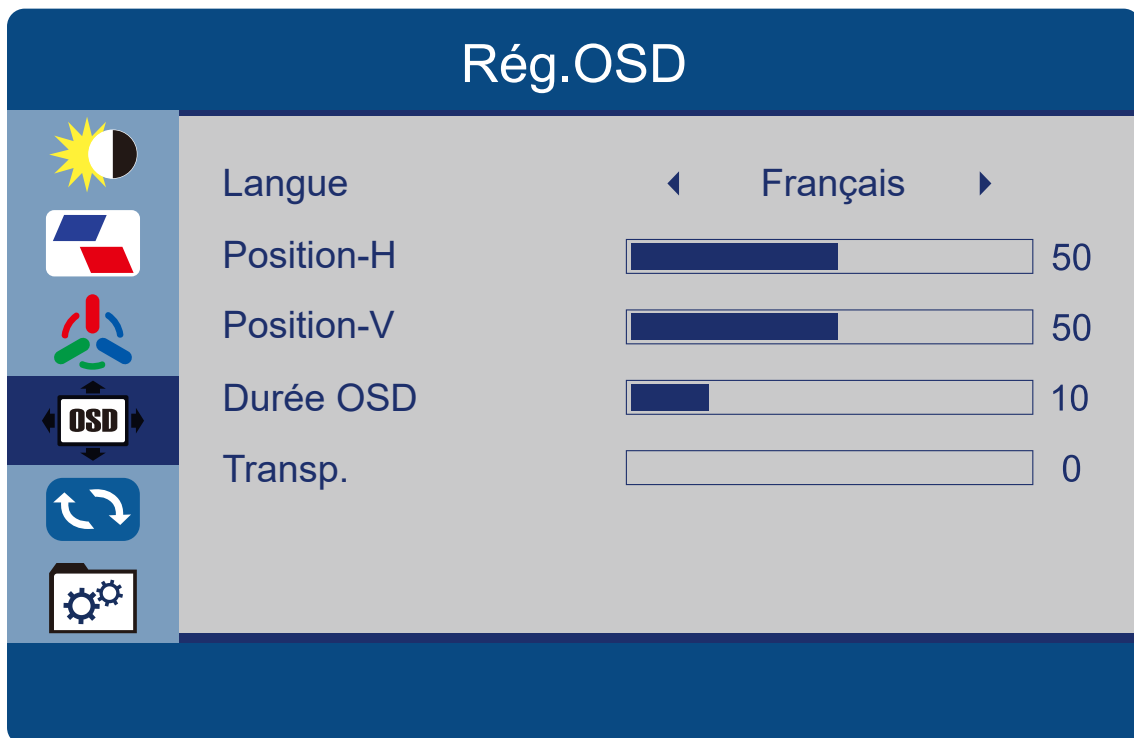 Rég.OSD
Langue Français
Position-H 50
Position-V 50
OSD Durée OSD 10
Transp. 0